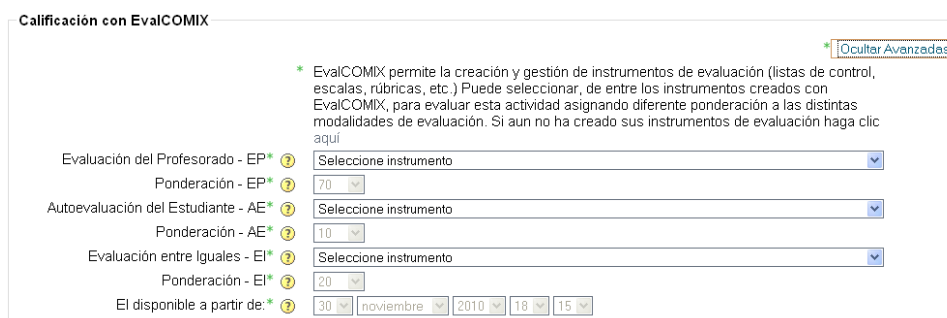 Calificación con EvalCOMIX
* Ocultar Avanzadas
* EvalCOMIX permite la creación y gestión de instrumentos de evaluación (listas de control,
escalas, rúbricas, etc.) Puede seleccionar, de entre los instrumentos creados con
EvalCOMIX, para evaluar esta actividad asignando diferente ponderación a las distintas
modalidades de evaluación. Si aun no ha creado sus instrumentos de evaluación haga clic
aquí
Evaluación del Profesorado - EP* ? Seleccione instrumento
Ponderación - EP* ? 70
Autoevaluación del Estudiante - AE* ? Seleccione instrumento
Ponderación - AE* ? 10
Evaluación entre Iguales - EI* ? Seleccione instrumento
Ponderación - EI* ? 20
EI disponible a partir de:* ? 30 noviembre 2010 18 15